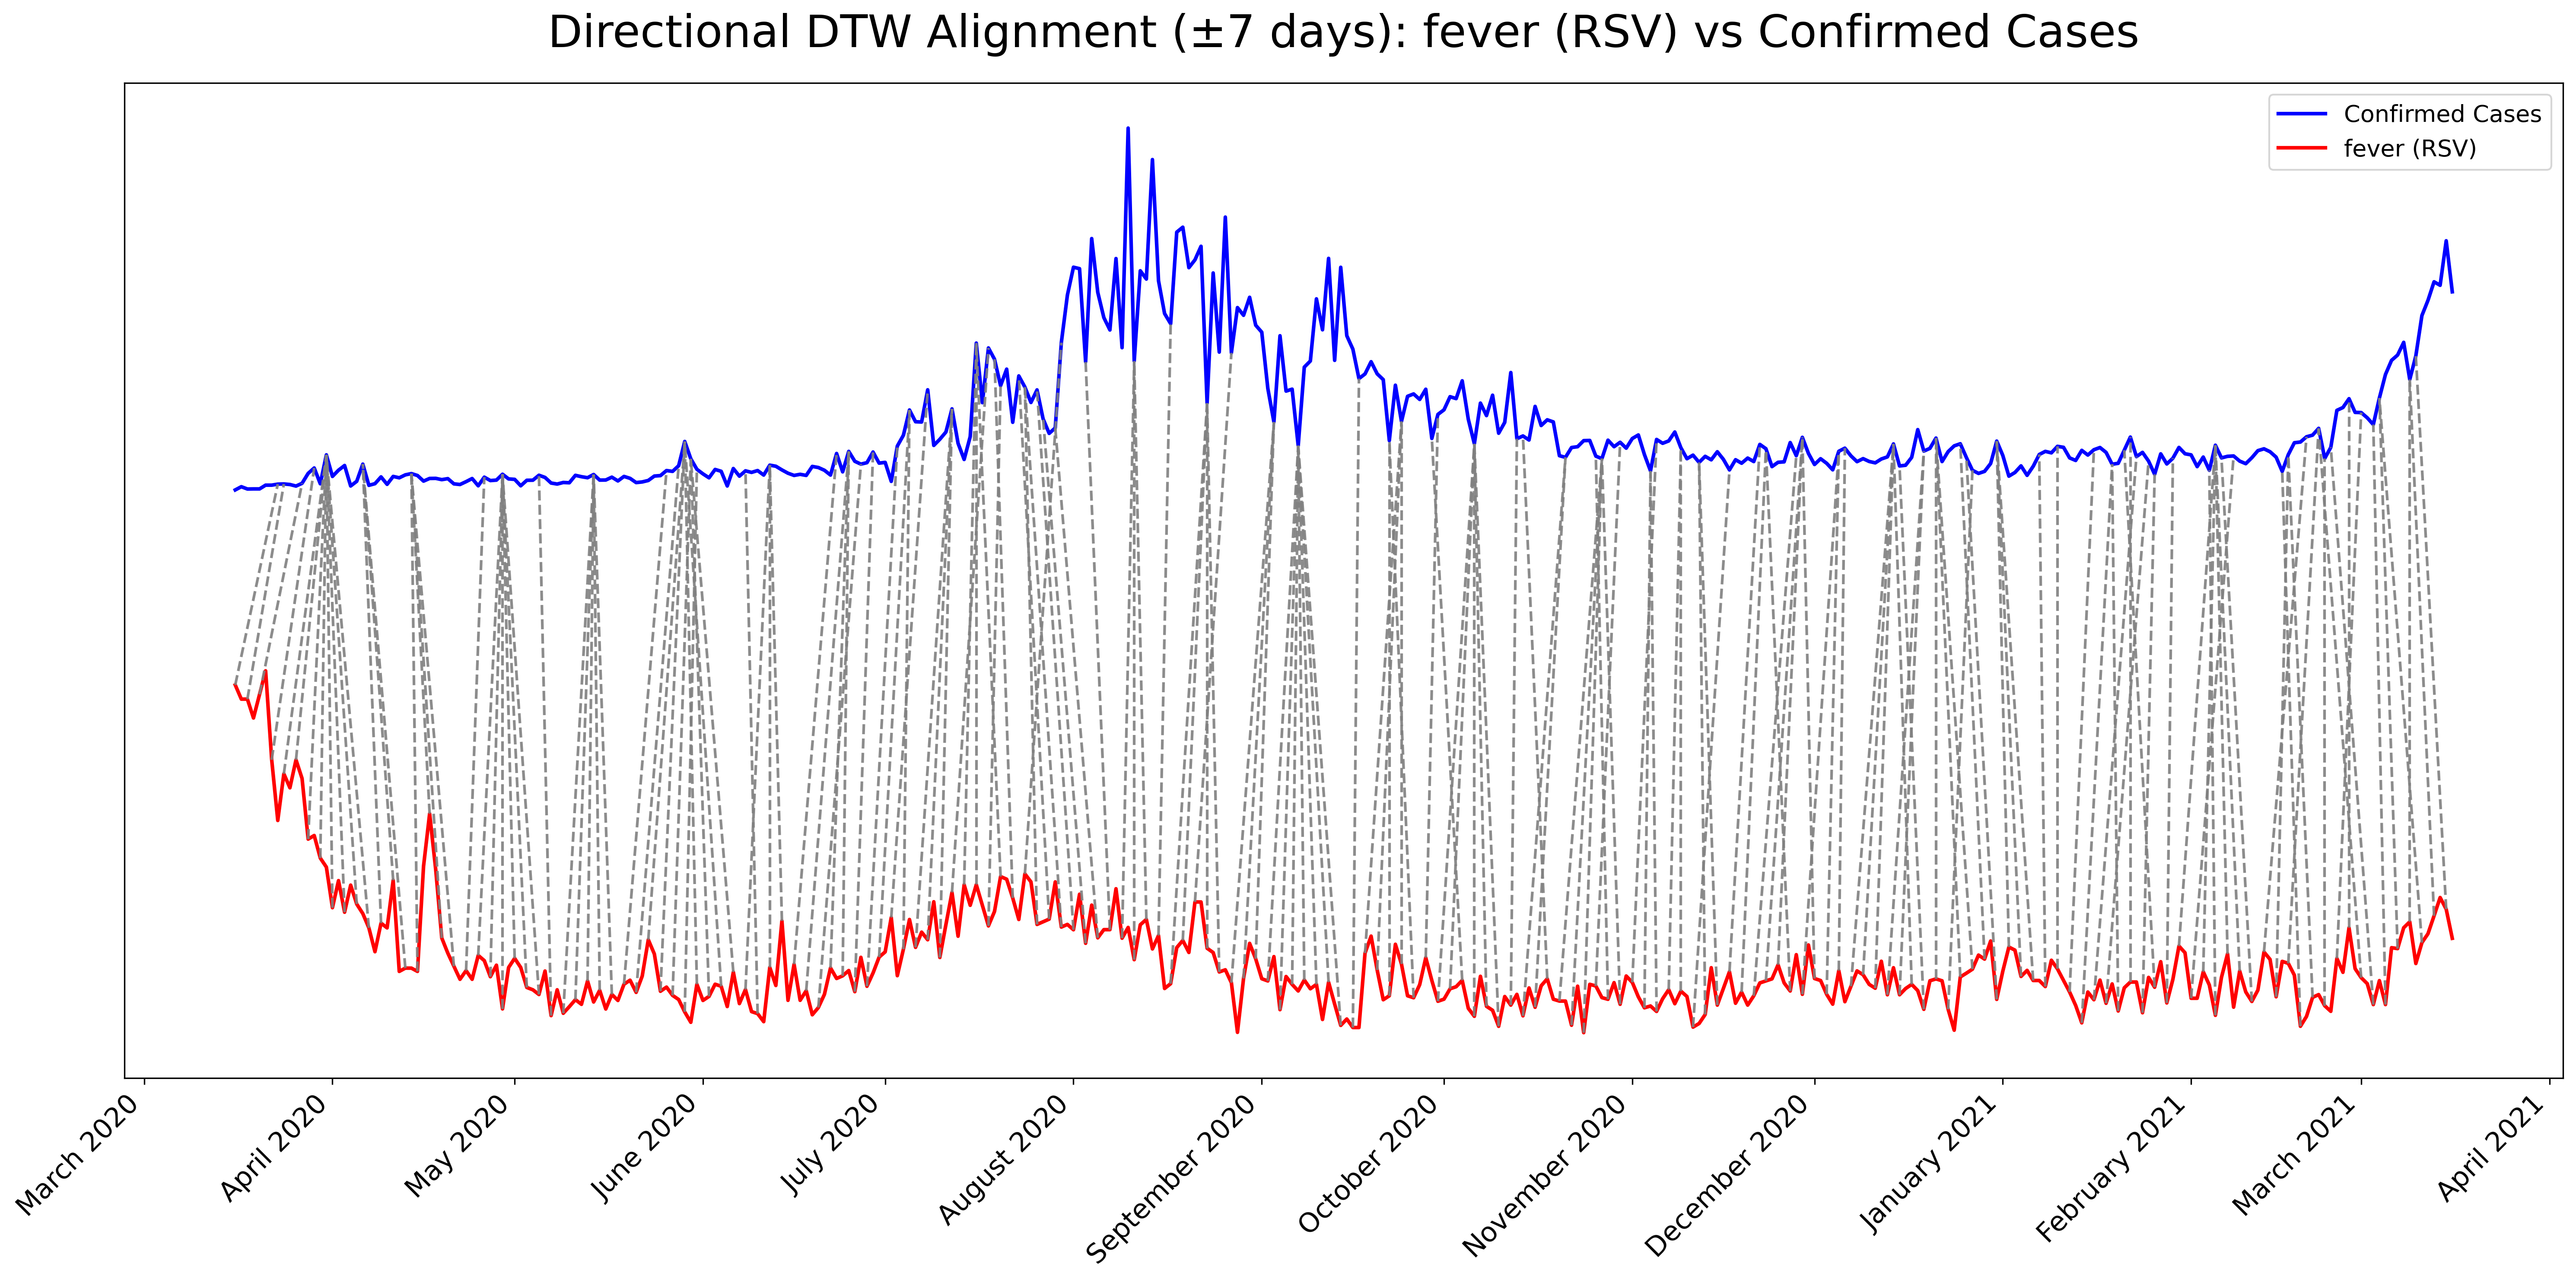 Directional DTW Alignment (±7 days): fever (RSV) vs Confirmed Cases
Confirmed Cases
fever (RSV)
March 2020
April 2020
May 2020
June 2020
July 2020
August 2020
September 2020
October 2020
November 2020
December 2020
January 2021
February 2021
March 2021
April 2021